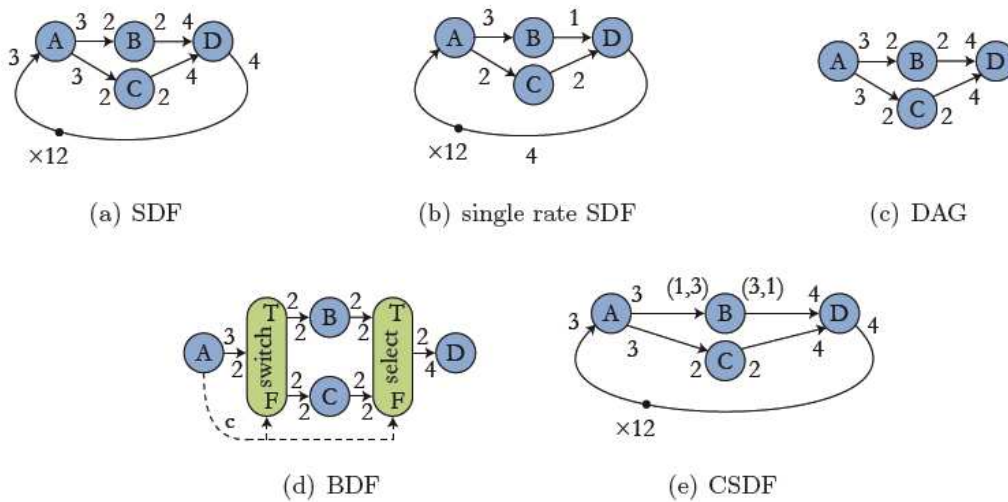 3 A 3 2 B 2 4 D 4
3 2 C 2 4
×12
(a) SDF
A 3 B 1 D
2 C 2
×12 4
(b) single rate SDF
A 3 2 B 2 4 D
3 2 C 2 4
(c) DAG
A 3 2 switch T F
2 2 B 2 2
2 2 C 2 2
select T F 2 4 D
c
(d) BDF
3 A 3 (1,3) B (3,1) 4 D 4
3 2 C 2 4
×12
(e) CSDF